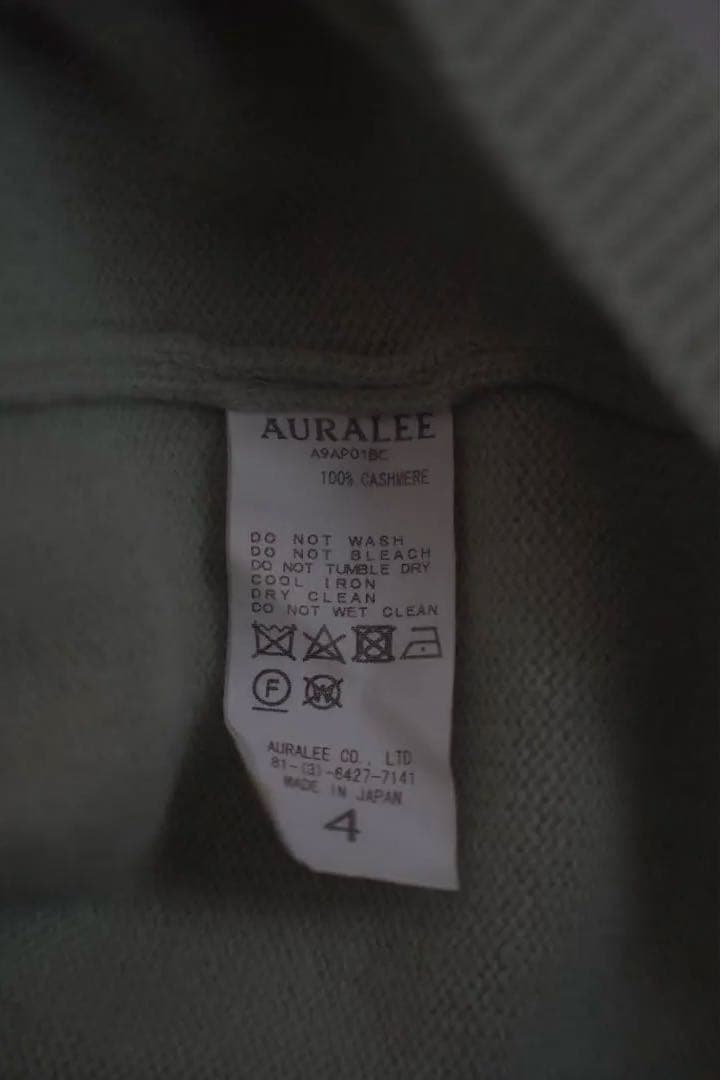 AURALEE
A9AP01BC
100% CASHMERE
DO NOT WASH
DO NOT BLEACH
DO NOT TUMBLE DRY
COOL IRON
DRY CLEAN
DO NOT WET CLEAN
F W
AURALEE CO., LTD
81-(3)-6427-7141
MADE IN JAPAN
4